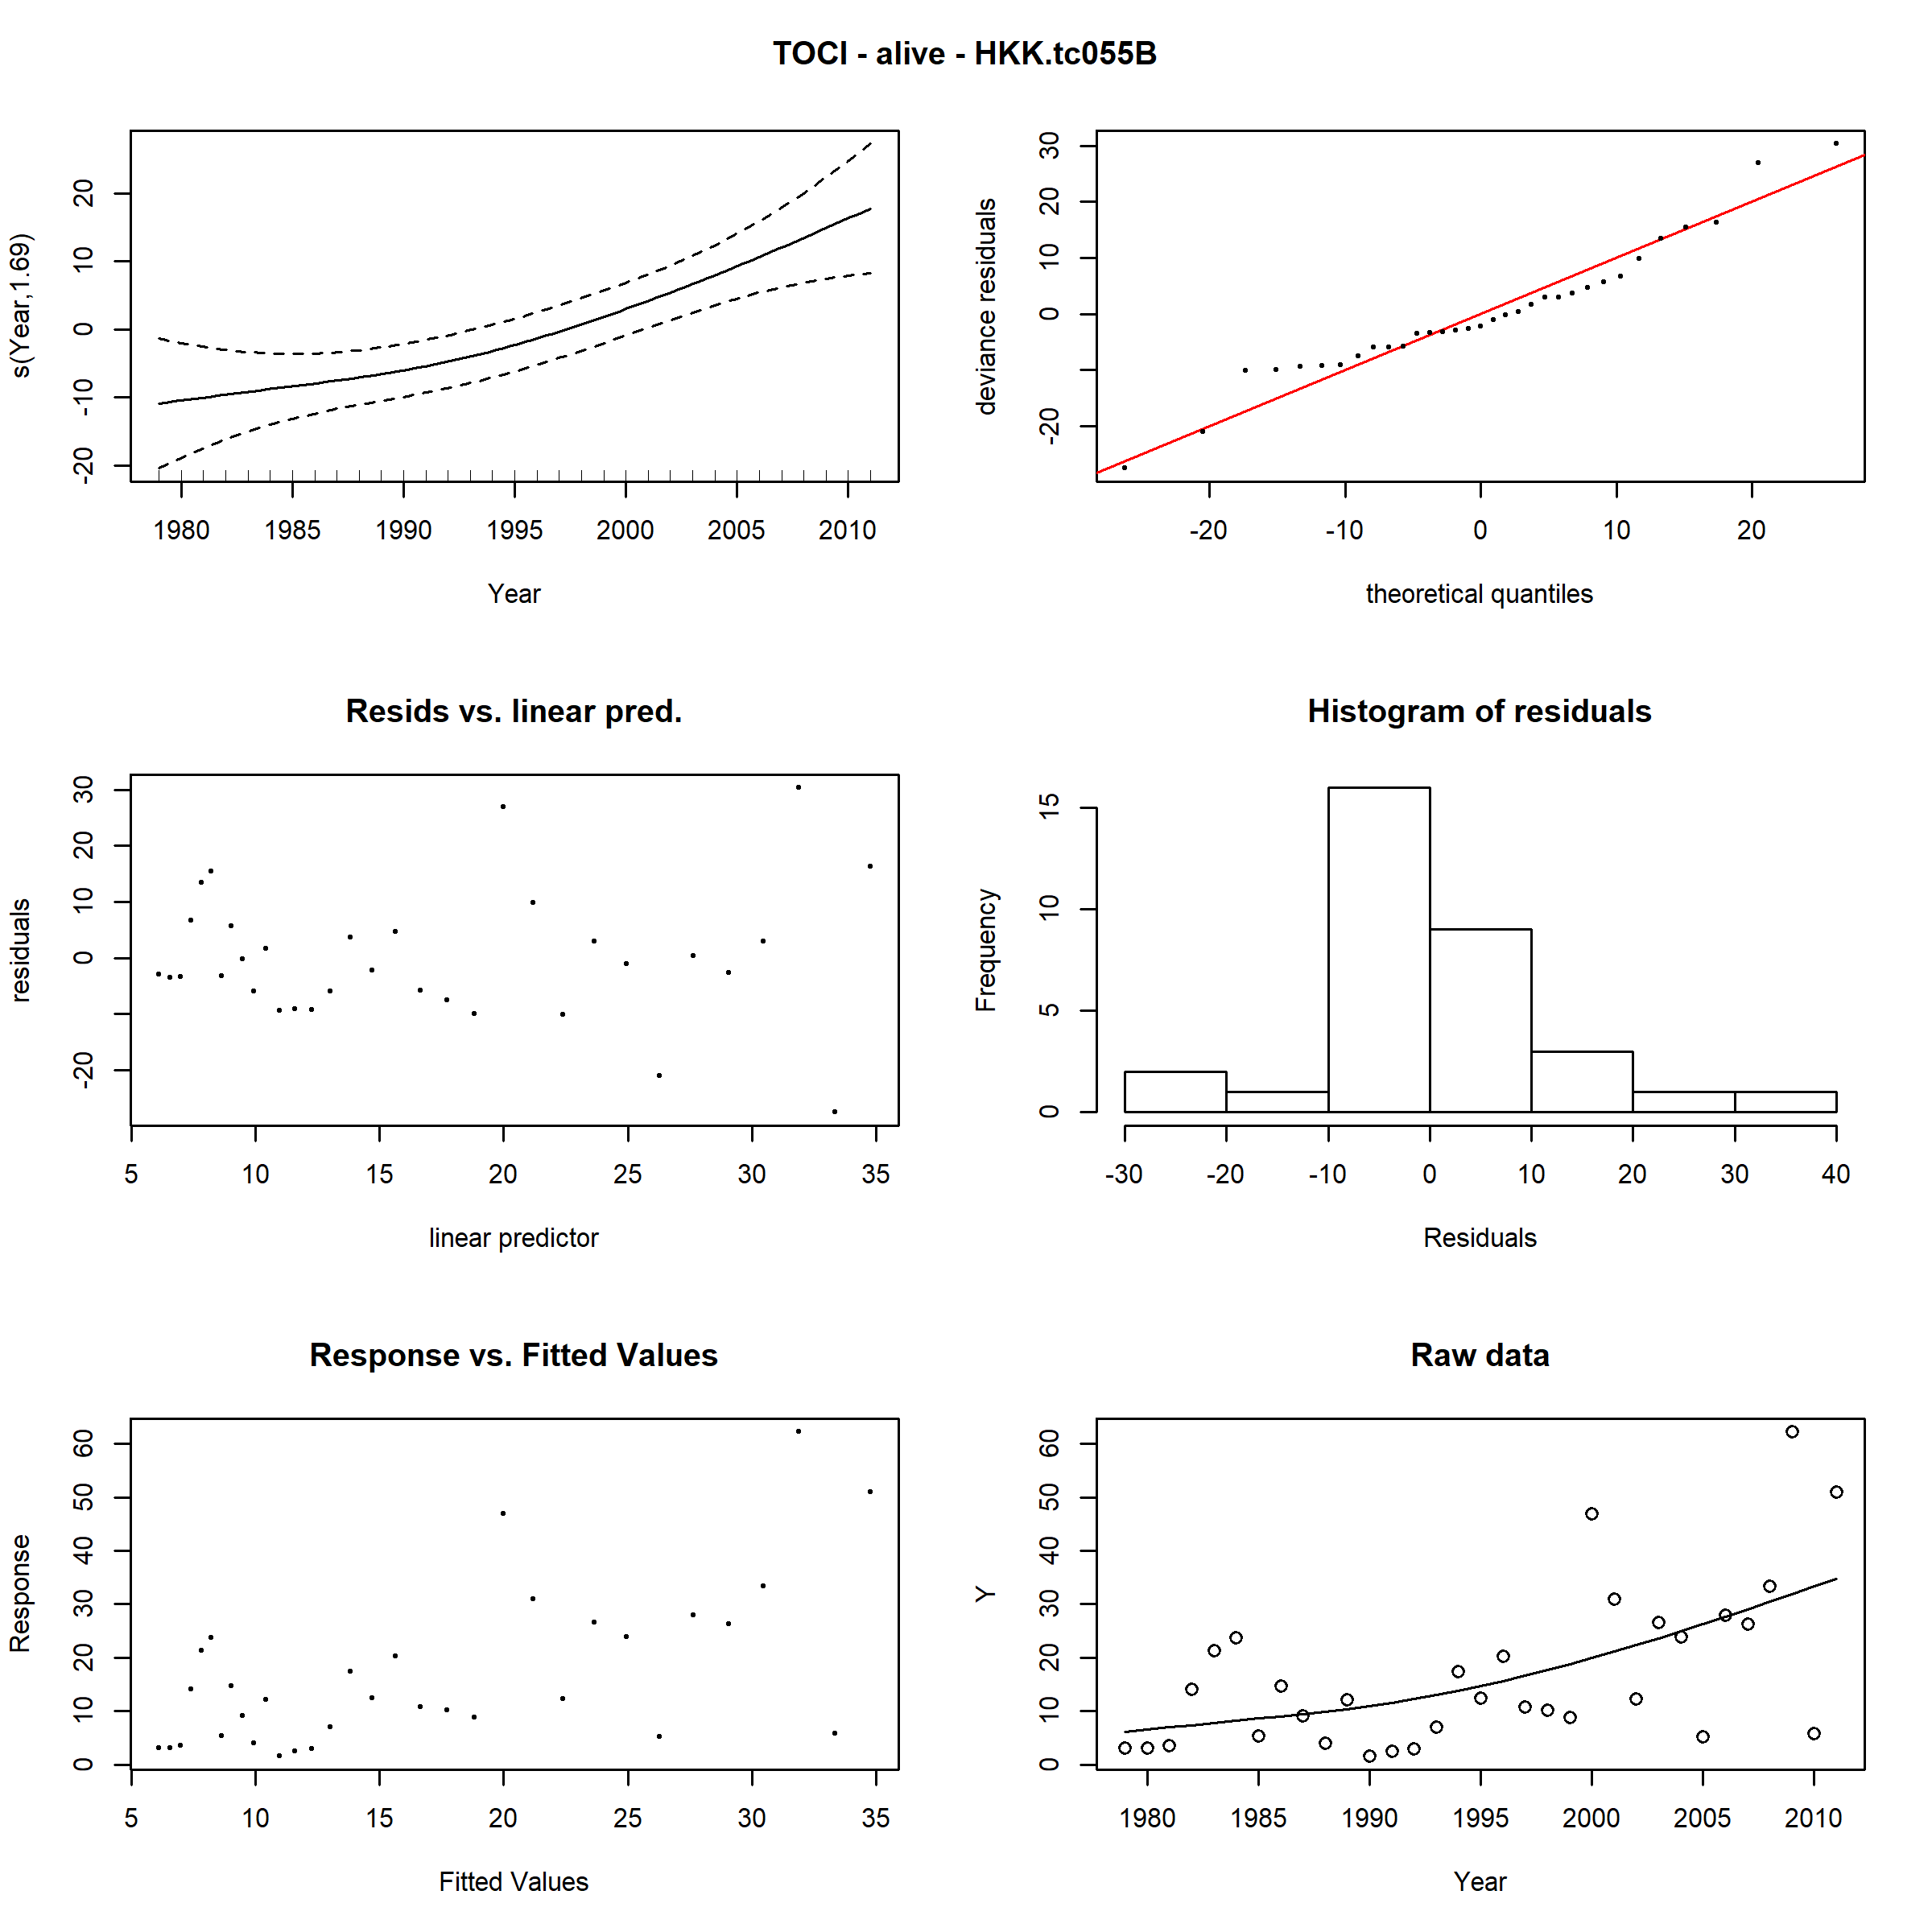 TOCI - alive - HKK.tc055B
s(Year,1.69)
-20 -10 0 10 20
1980 1985 1990 1995 2000 2005 2010
Year
deviance residuals
-20 0 10 20 30
-20 -10 0 10 20
theoretical quantiles
Resids vs. linear pred.
residuals
-20 0 10 20 30
5 10 15 20 25 30 35
linear predictor
Histogram of residuals
Frequency
0 5 10 15
-30 -20 -10 0 10 20 30 40
Residuals
Response vs. Fitted Values
Response
0 10 20 30 40 50 60
5 10 15 20 25 30 35
Fitted Values
Raw data
Y
0 10 20 30 40 50 60
1980 1985 1990 1995 2000 2005 2010
Year